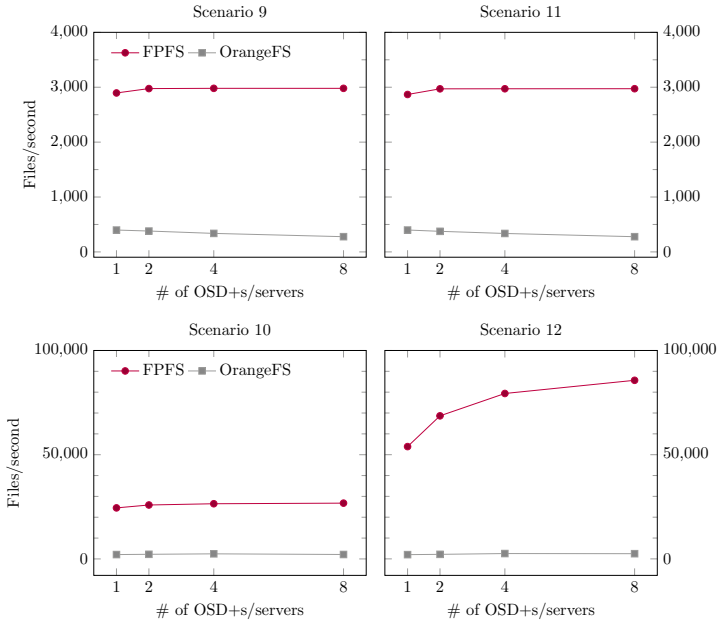 Scenario 9
Scenario 11
4,000
3,000
2,000
1,000
0
Files/second
FPFS OrangeFS
1 2 4 8
# of OSD+s/servers
1 2 4 8
# of OSD+s/servers
4,000
3,000
2,000
1,000
0
Scenario 10
Scenario 12
100,000
50,000
0
Files/second
FPFS OrangeFS
1 2 4 8
# of OSD+s/servers
1 2 4 8
# of OSD+s/servers
100,000
50,000
0